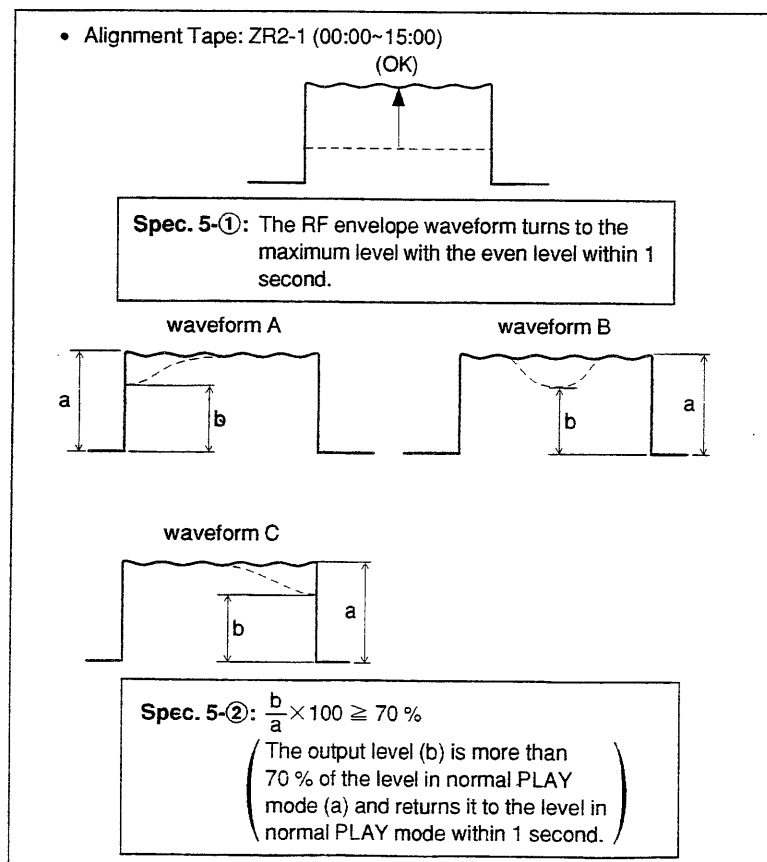 • Alignment Tape: ZR2-1 (00:00~15:00)
(OK)
Spec. 5-①: The RF envelope waveform turns to the
maximum level with the even level within 1
second.
waveform A
waveform B
a
b
b
a
waveform C
b
a
Spec. 5-②: b/a × 100 ≧ 70 %
The output level (b) is more than
70 % of the level in normal PLAY
mode (a) and returns it to the level in
normal PLAY mode within 1 second.